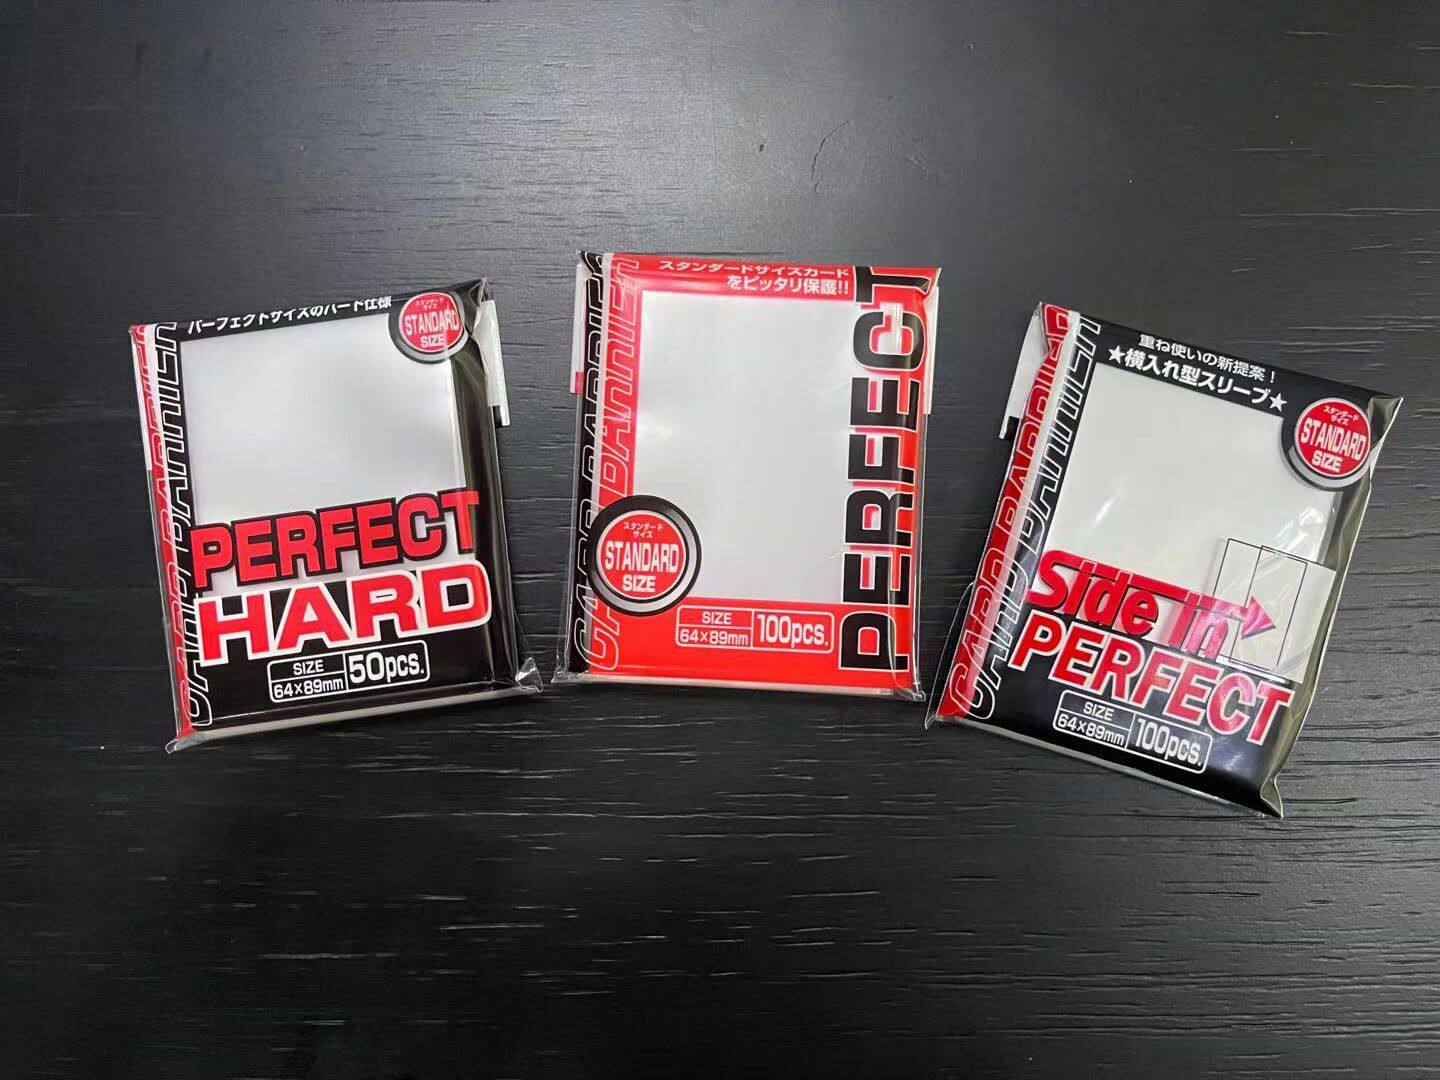 パーフェクトサイズのハード仕様
スタンダード
サイズ
STANDARD
SIZE
CARD BARRIER
PERFECT
HARD
SIZE
64×89mm
50pcs.
スタンダードサイズカード
をピッタリ保護!!
CARD BARRIER
CARD BARRIER
PERFECT
スタンダード
サイズ
STANDARD
SIZE
SIZE
64×89mm
100pcs.
重ね使いの新提案!
★横入れ型スリーブ★
スタンダード
サイズ
STANDARD
SIZE
CARD BARRIER
CARD BARRIER
Side In
PERFECT
SIZE
64×89mm
100pcs.